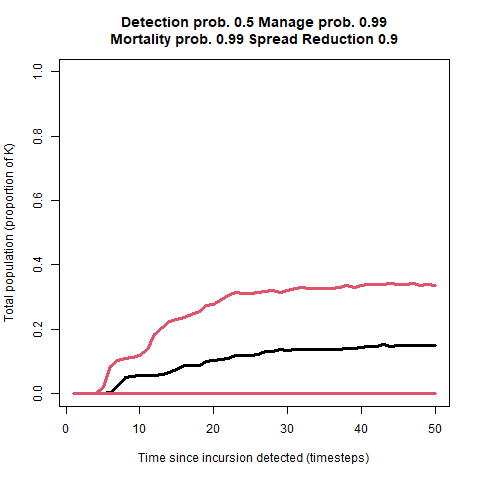 Detection prob. 0.5 Manage prob. 0.99
Mortality prob. 0.99 Spread Reduction 0.9
Total population (proportion of K)
1.0
0.8
0.6
0.4
0.2
0.0
0 10 20 30 40 50
Time since incursion detected (timesteps)